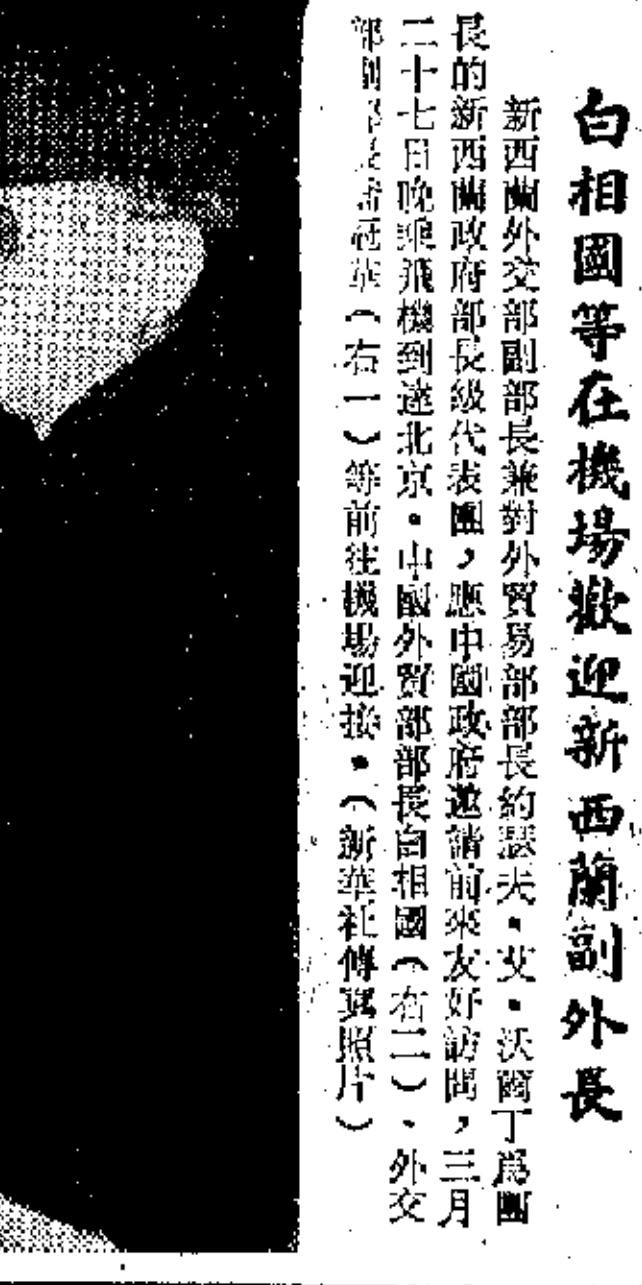 白相國等在機場歡迎新西蘭副外長
新西蘭外交部副部長兼對外貿易部部長約瑟夫·艾·沃爾丁爲團
長的新西蘭政府部長級代表團，應中國政府邀請前來友好訪問，三月
二十七日晚乘飛機到達北京。中國外貿部部長白相國（右二）、外交
部副部長喬冠華（右一）等前往機場迎接。（新華社傳真照片）